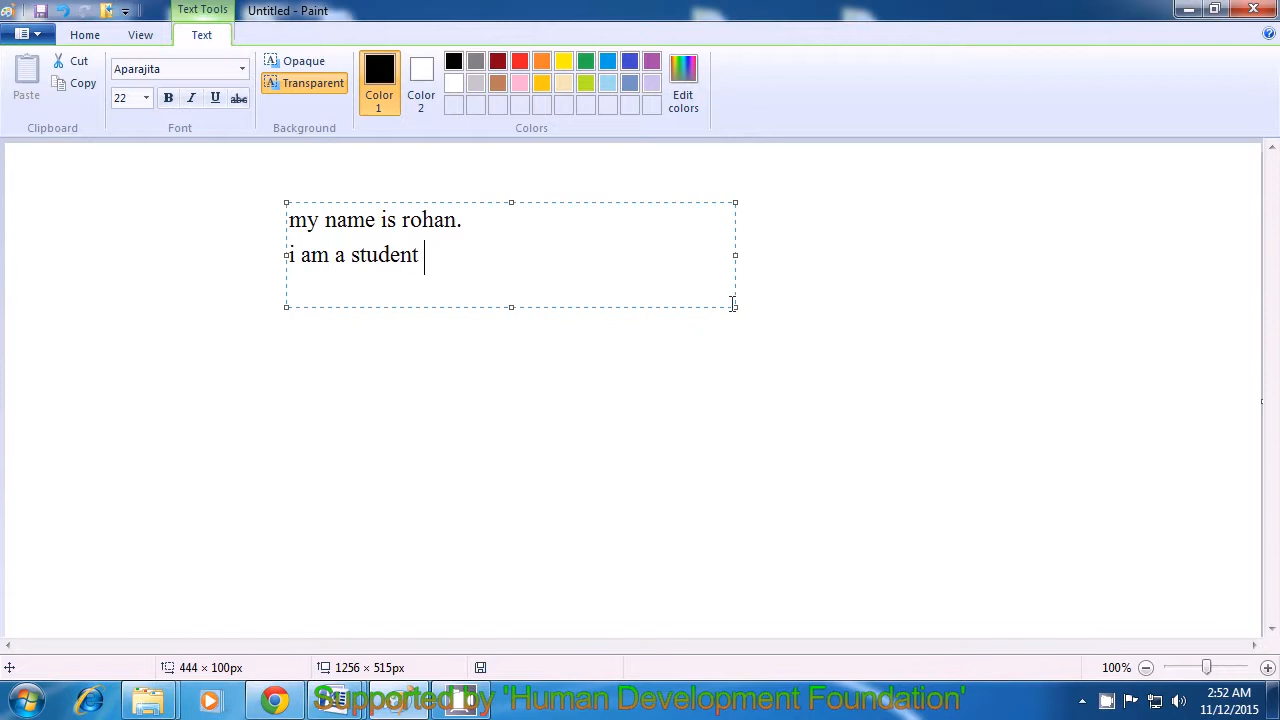 Text Tools
Untitled - Paint
Home
View
Text
Paste
Cut
Copy
Clipboard
Aparajita
22
B I U abc
Font
Opaque
Transparent
Background
Color 1
Color 2
Edit colors
Colors
my name is rohan.
i am a student
444 × 100px
1256 × 515px
100%
Supported by 'Human Development Foundation'
2:52 AM
11/12/2015